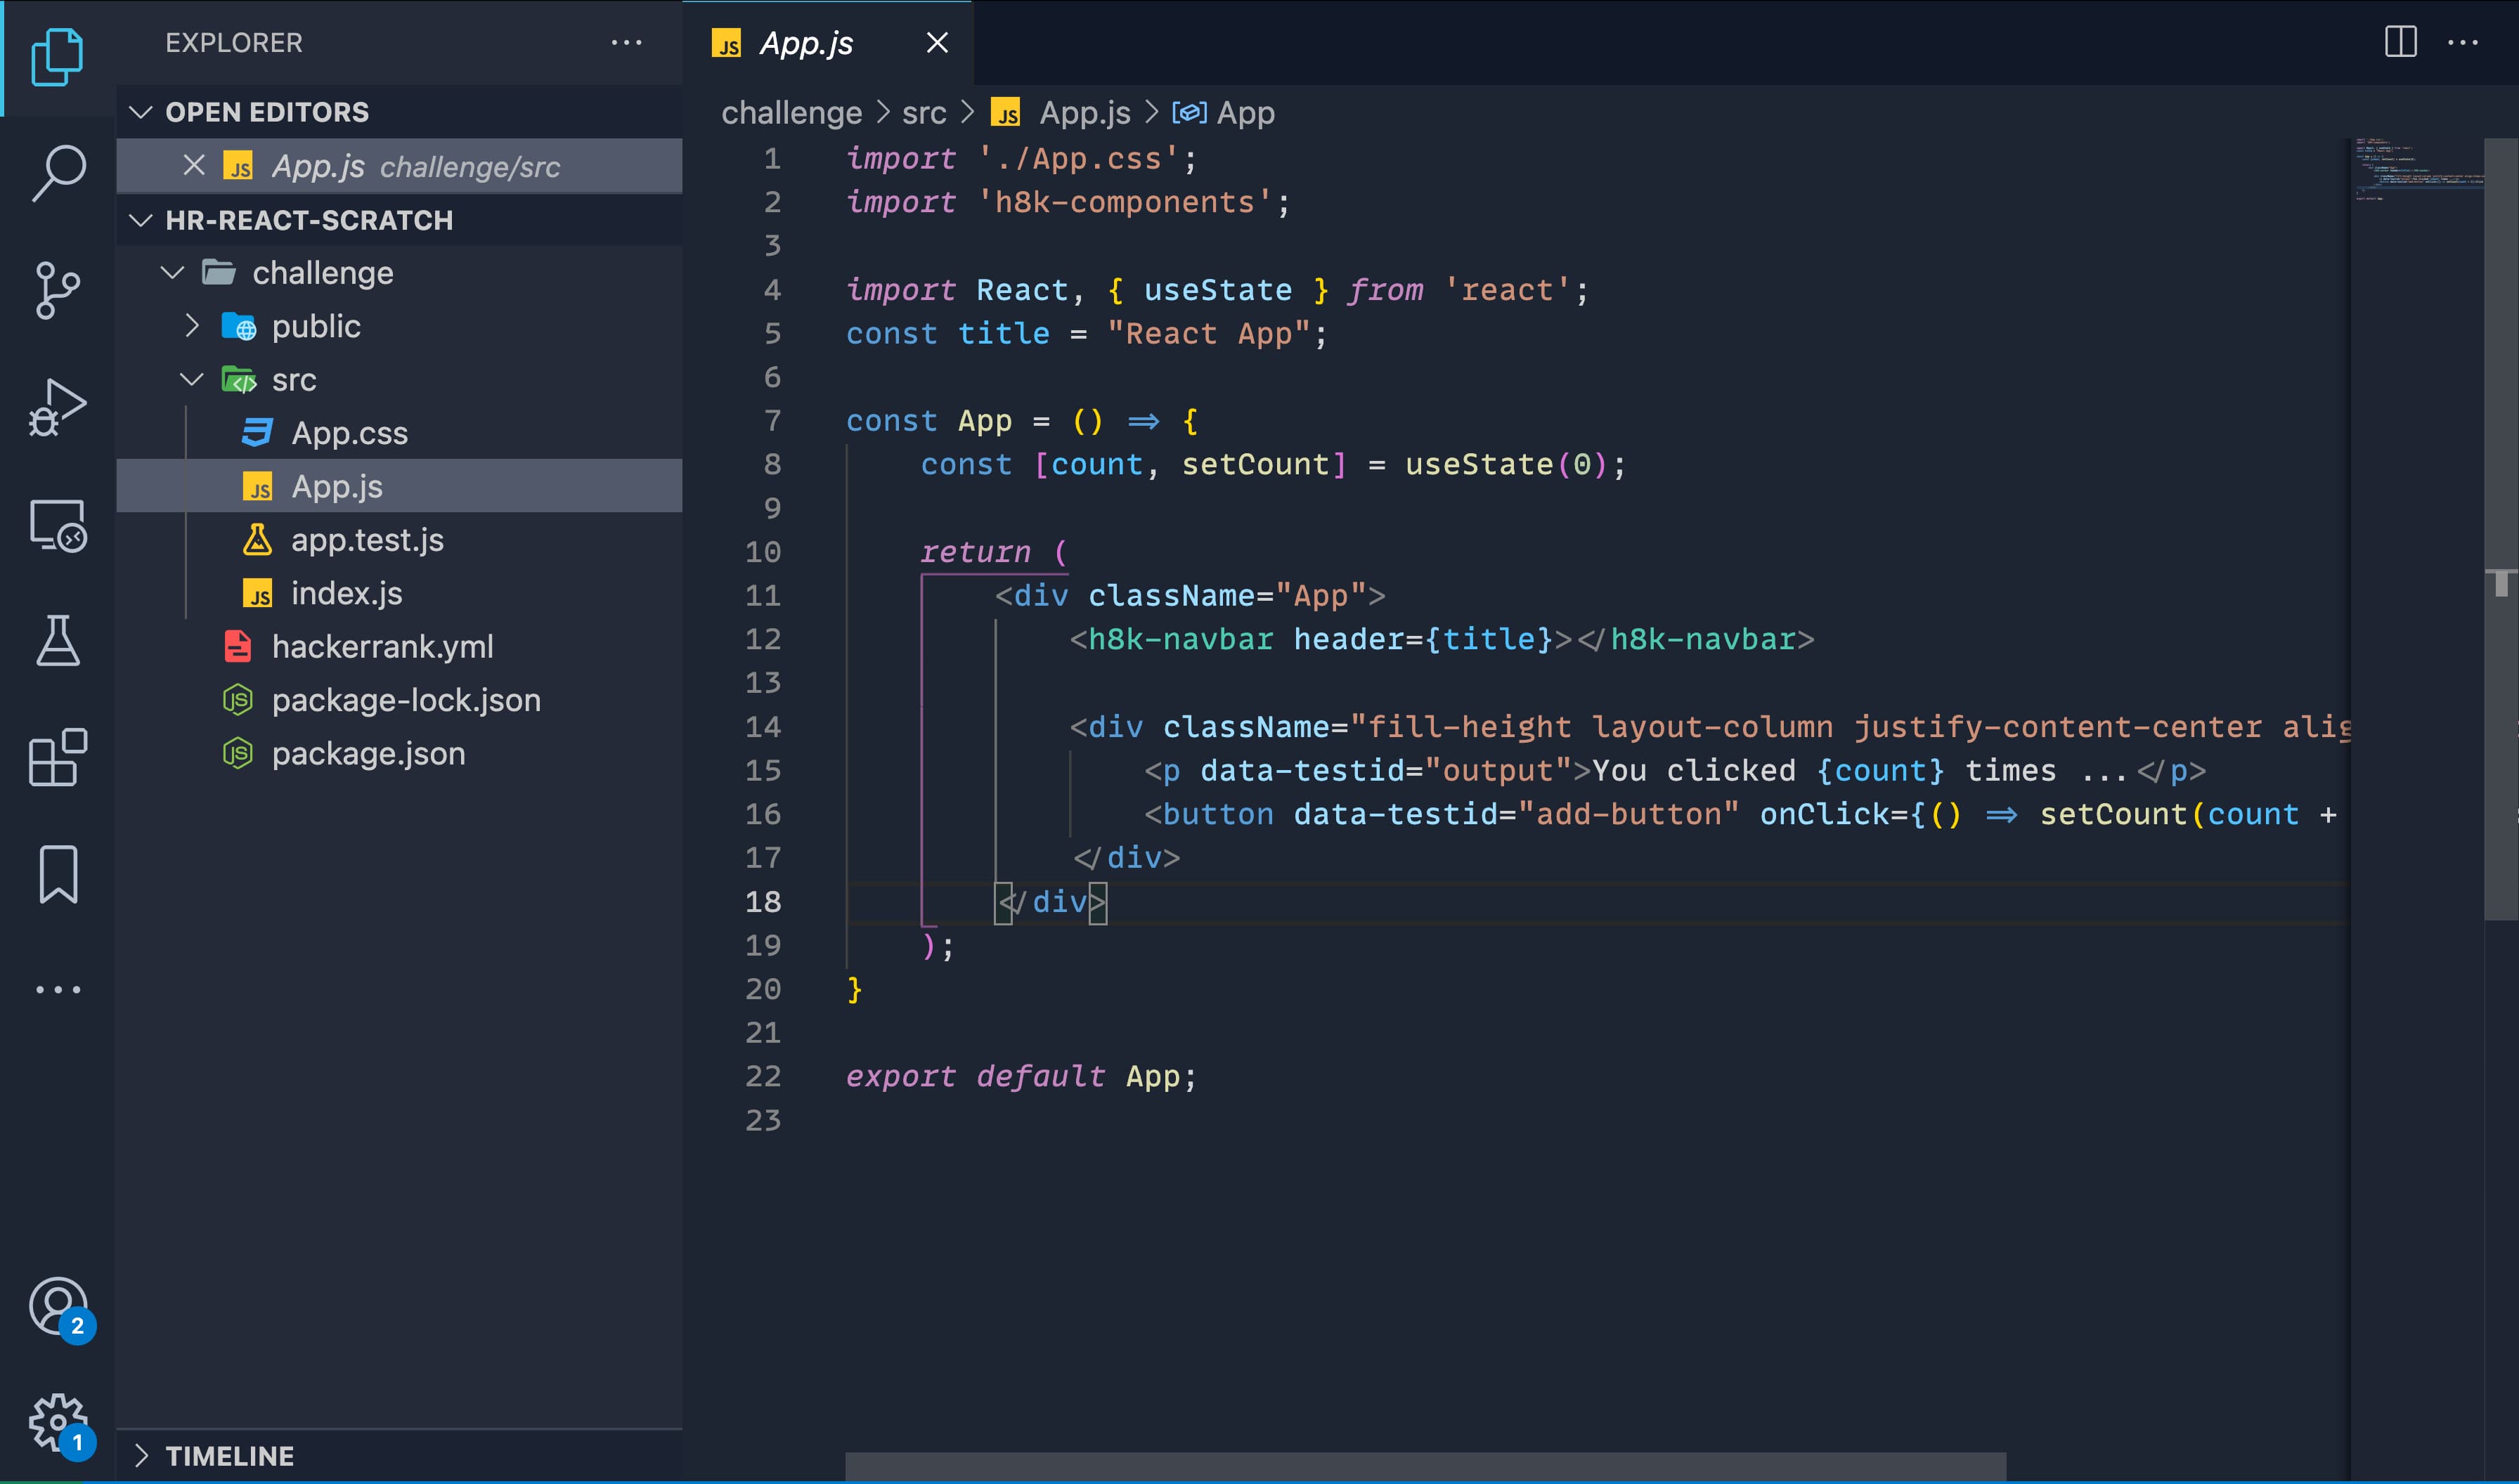 EXPLORER
OPEN EDITORS
JS App.js challenge/src
HR-REACT-SCRATCH
challenge
public
src
App.css
JS App.js
app.test.js
JS index.js
hackerrank.yml
JS package-lock.json
JS package.json
2
1
TIMELINE
JS App.js
challenge > src > JS App.js > App
1 import './App.css';
2 import 'h8k-components';
3
4 import React, { useState } from 'react';
5 const title = "React App";
6
7 const App = () => {
8 const [count, setCount] = useState(0);
9
10 return (
11 <div className="App">
12 <h8k-navbar header={title}></h8k-navbar>
13
14 <div className="fill-height layout-column justify-content-center alig
15 <p data-testid="output">You clicked {count} times ...</p>
16 <button data-testid="add-button" onClick={() => setCount(count +
17 </div>
18 </div>
19 );
20 }
21
22 export default App;
23